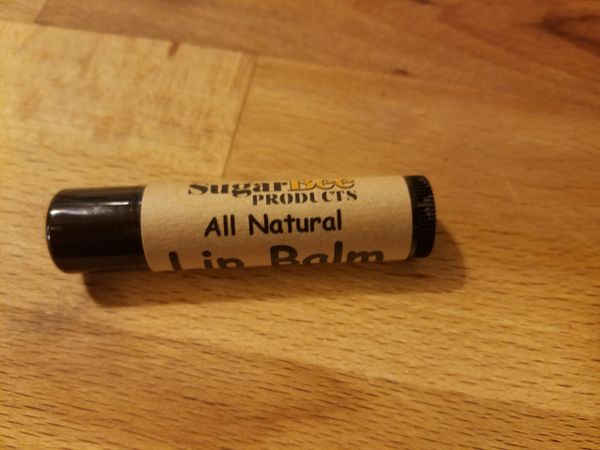 SugarBee
PRODUCTS
All Natural
Lip Balm